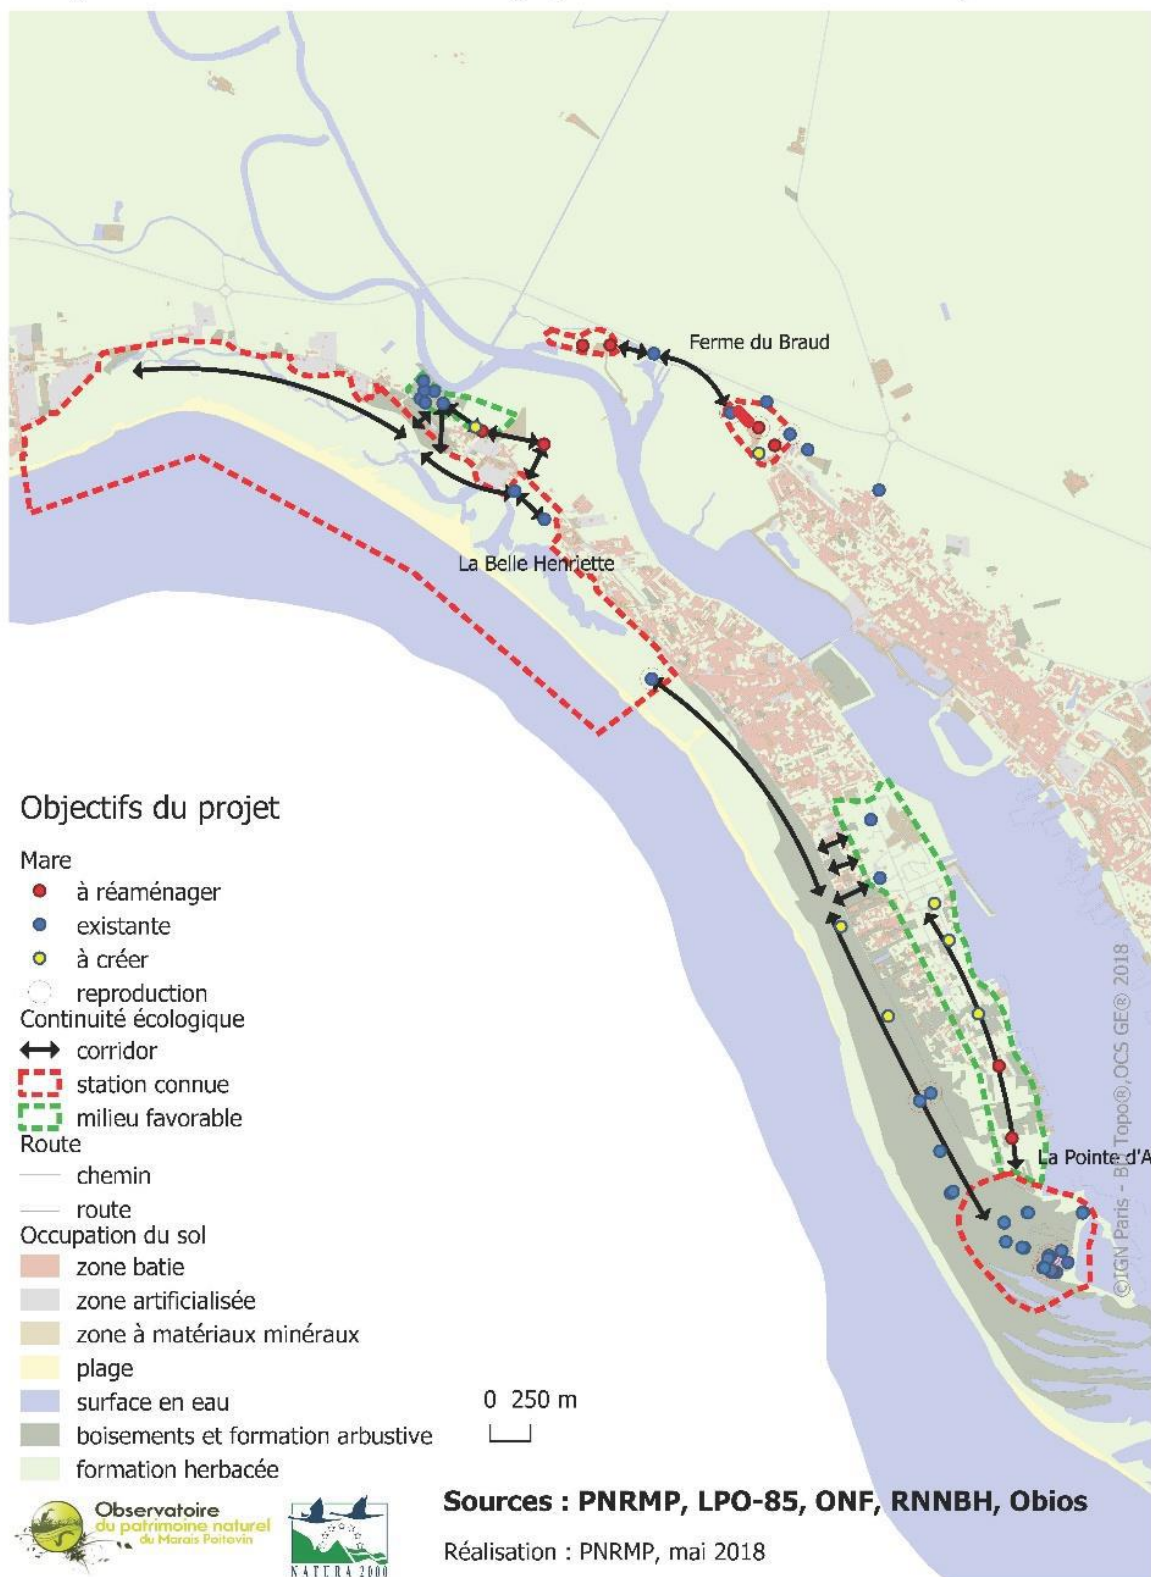 Ferme du Braud
La Belle Henriette
La Pointe d'A
©IGN Paris - BD Topo®,OCS GE® 2018
Objectifs du projet
Mare
à réaménager
existante
à créer
reproduction
Continuité écologique
corridor
station connue
milieu favorable
Route
chemin
route
Occupation du sol
zone batie
zone artificialisée
zone à matériaux minéraux
plage
surface en eau
boisements et formation arbustive
formation herbacée
0 250 m
Observatoire
du patrimoine naturel
du Marais Poitevin
NATURA 2000
Sources : PNRMP, LPO-85, ONF, RNNBH, Obios
Réalisation : PNRMP, mai 2018